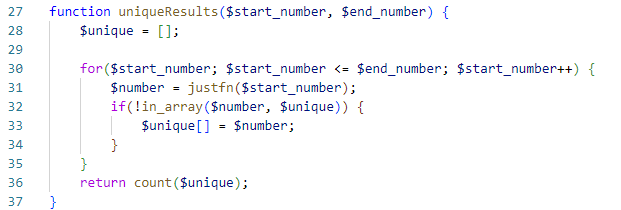 27 function uniqueResults($start_number, $end_number) {
28     $unique = [];
29
30     for($start_number; $start_number <= $end_number; $start_number++) {
31         $number = justfn($start_number);
32         if(!in_array($number, $unique)) {
33             $unique[] = $number;
34         }
35     }
36     return count($unique);
37 }